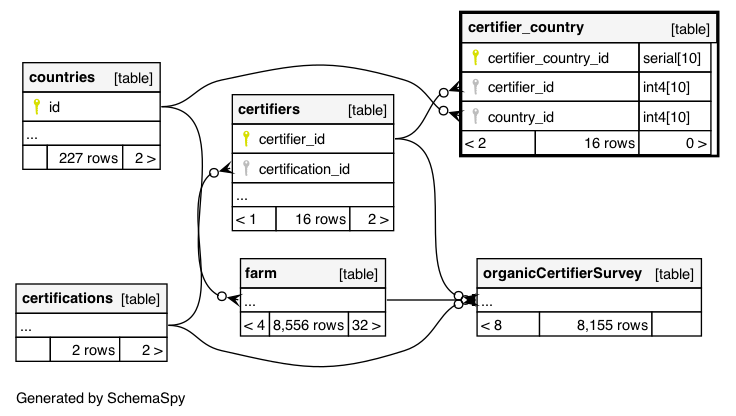 certifier_country [table]
certifier_country_id serial[10]
certifier_id int4[10]
country_id int4[10]
< 2 16 rows 0 >
countries [table]
id
...
227 rows 2 >
certifiers [table]
certifier_id
certification_id
...
< 1 16 rows 2 >
farm [table]
...
< 4 8,556 rows 32 >
organicCertifierSurvey [table]
...
< 8 8,155 rows
certifications [table]
...
2 rows 2 >
Generated by SchemaSpy